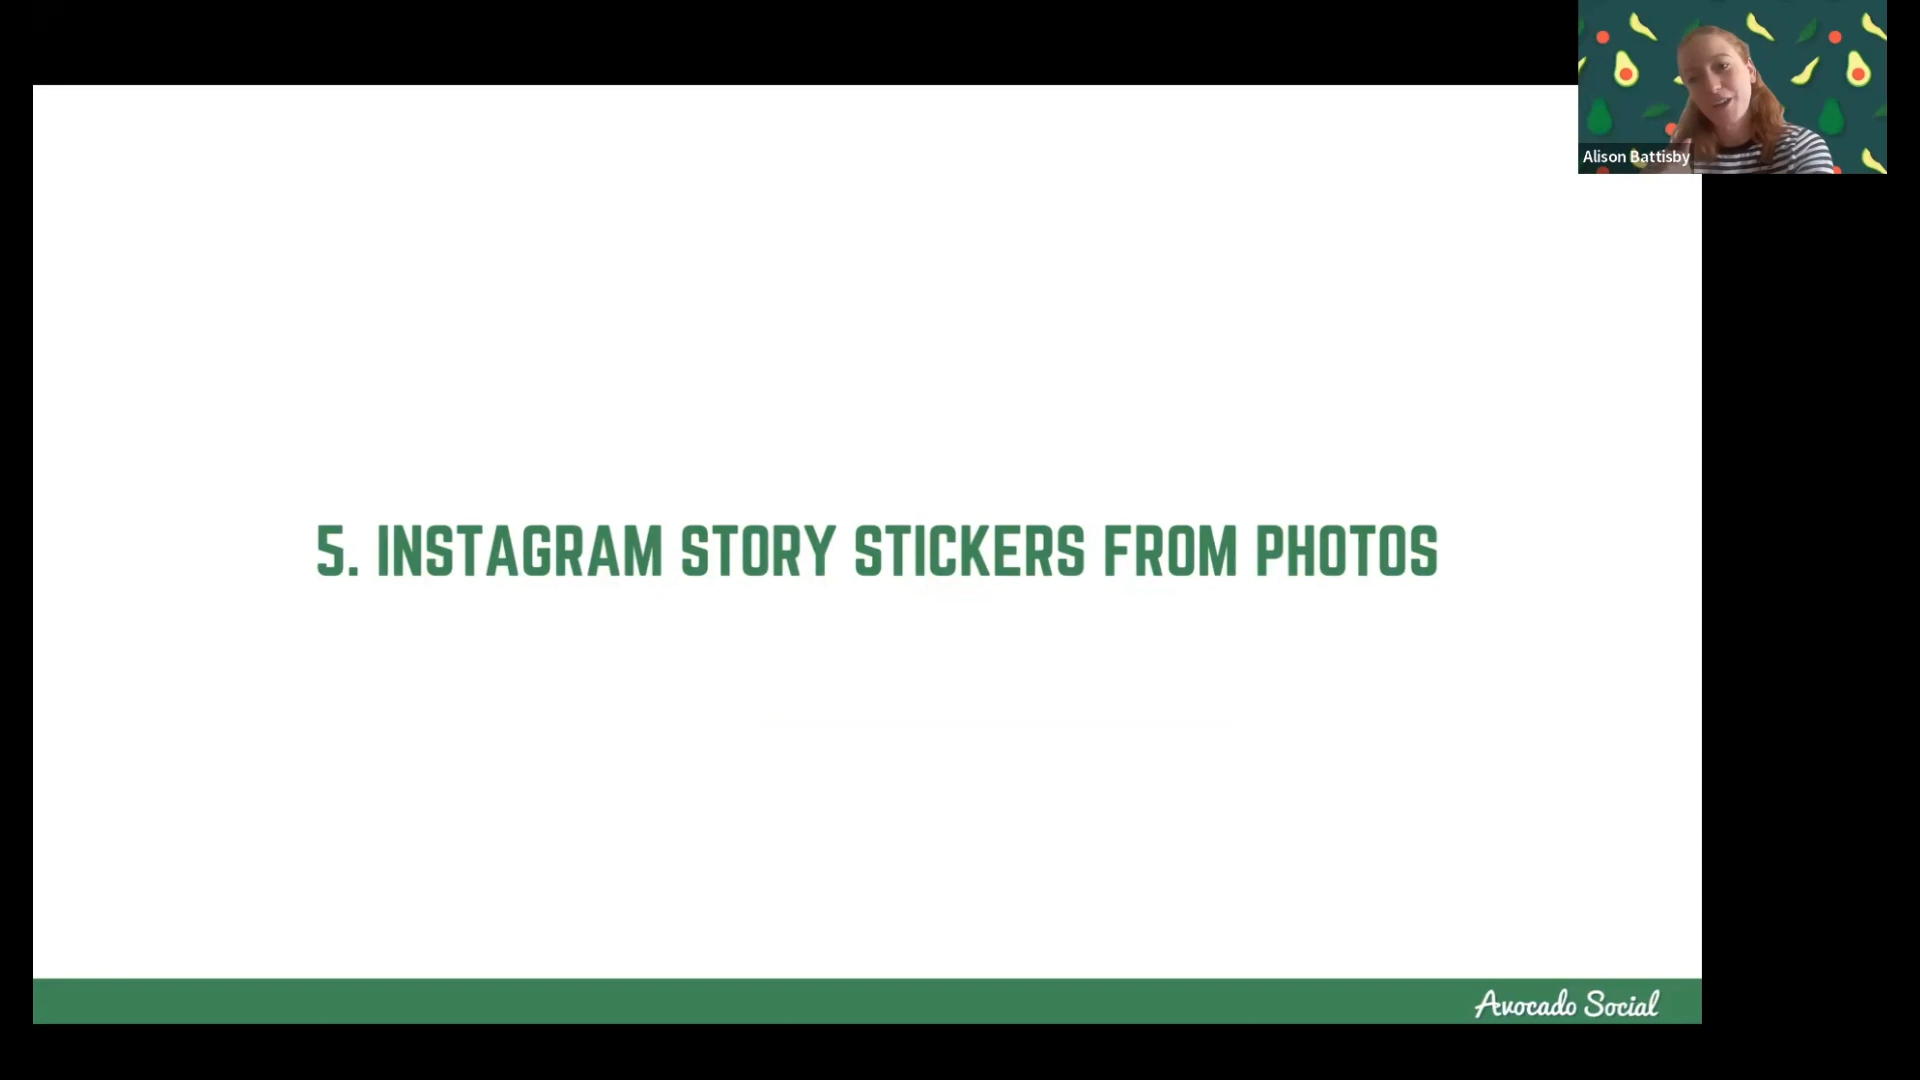 Alison Battisby
5. INSTAGRAM STORY STICKERS FROM PHOTOS
Avocado Social